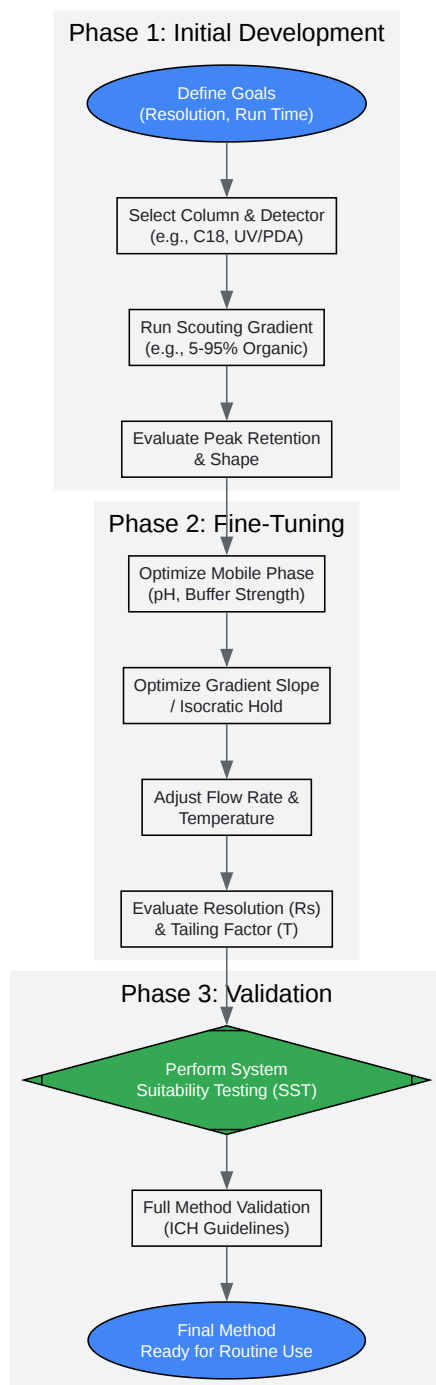 Phase 1: Initial Development
Define Goals
(Resolution, Run Time)
Select Column & Detector
(e.g., C18, UV/PDA)
Run Scouting Gradient
(e.g., 5-95% Organic)
Evaluate Peak Retention
& Shape
Phase 2: Fine-Tuning
Optimize Mobile Phase
(pH, Buffer Strength)
Optimize Gradient Slope
/ Isocratic Hold
Adjust Flow Rate &
Temperature
Evaluate Resolution (Rs)
& Tailing Factor (T)
Phase 3: Validation
Perform System
Suitability Testing (SST)
Full Method Validation
(ICH Guidelines)
Final Method
Ready for Routine Use